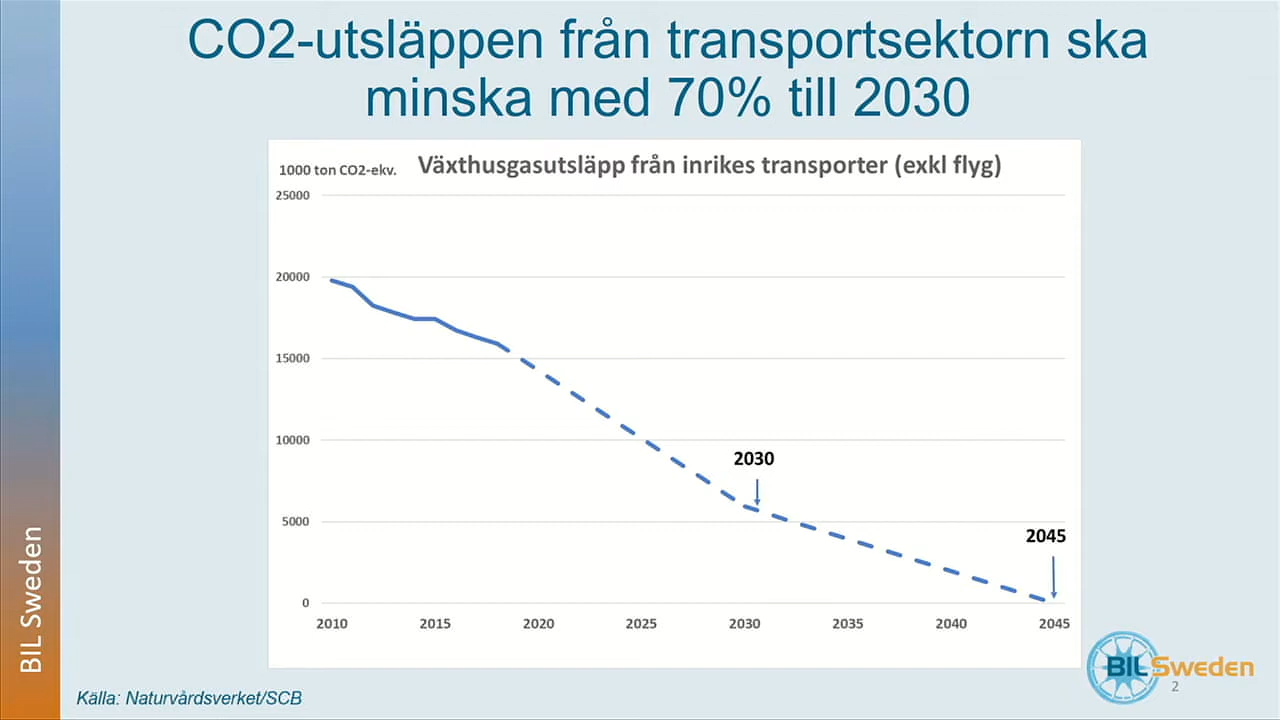 CO2-utsläppen från transportsektorn ska
minska med 70% till 2030
1000 ton CO2-ekv.
Växthusgasutsläpp från inrikes transporter (exkl flyg)
25000
20000
15000
10000
5000
0
2030
2045
2010 2015 2020 2025 2030 2035 2040 2045
BIL Sweden
Källa: Naturvårdsverket/SCB
BIL Sweden
2